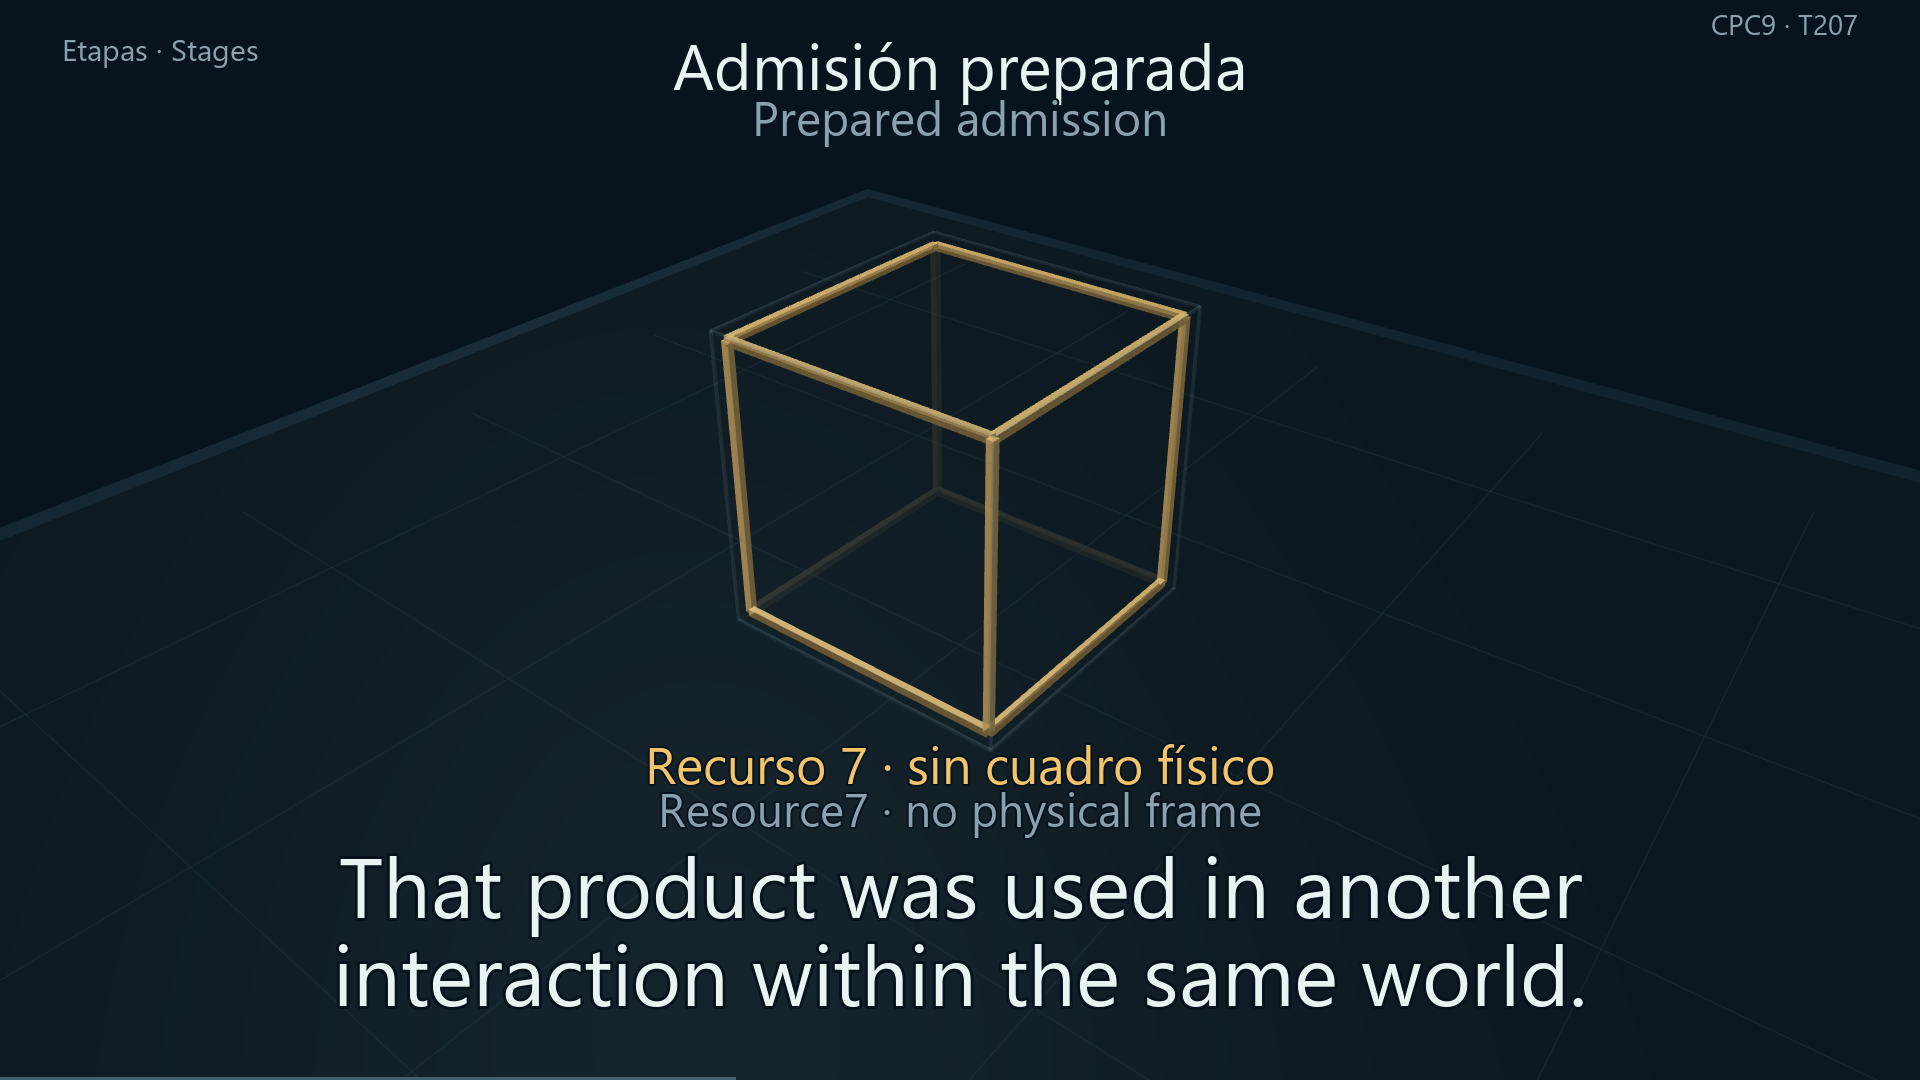 Etapas · Stages
CPC9 · T207
Admisión preparada
Prepared admission
Recurso 7 · sin cuadro físico
Resource7 · no physical frame
That product was used in another
interaction within the same world.